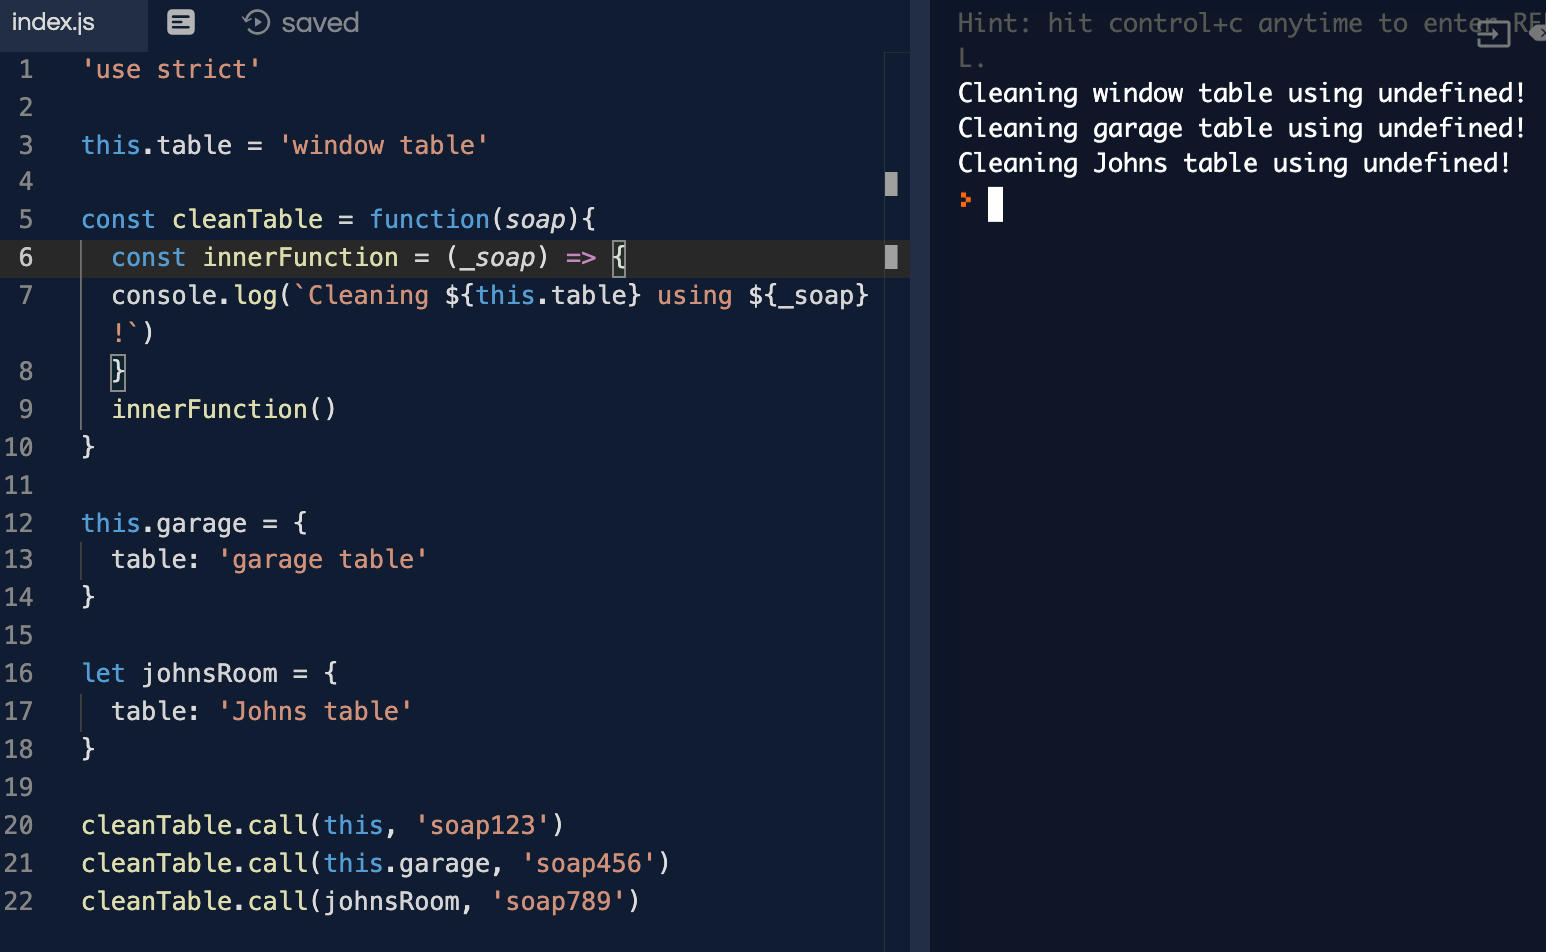 index.js saved
1 'use strict'
2
3 this.table = 'window table'
4
5 const cleanTable = function(soap){
6 const innerFunction = (_soap) => {
7 console.log(`Cleaning ${this.table} using ${_soap}
!`)
8 }
9 innerFunction()
10 }
11
12 this.garage = {
13 table: 'garage table'
14 }
15
16 let johnsRoom = {
17 table: 'Johns table'
18 }
19
20 cleanTable.call(this, 'soap123')
21 cleanTable.call(this.garage, 'soap456')
22 cleanTable.call(johnsRoom, 'soap789')
Hint: hit control+c anytime to enter RE
L.
Cleaning window table using undefined!
Cleaning garage table using undefined!
Cleaning Johns table using undefined!